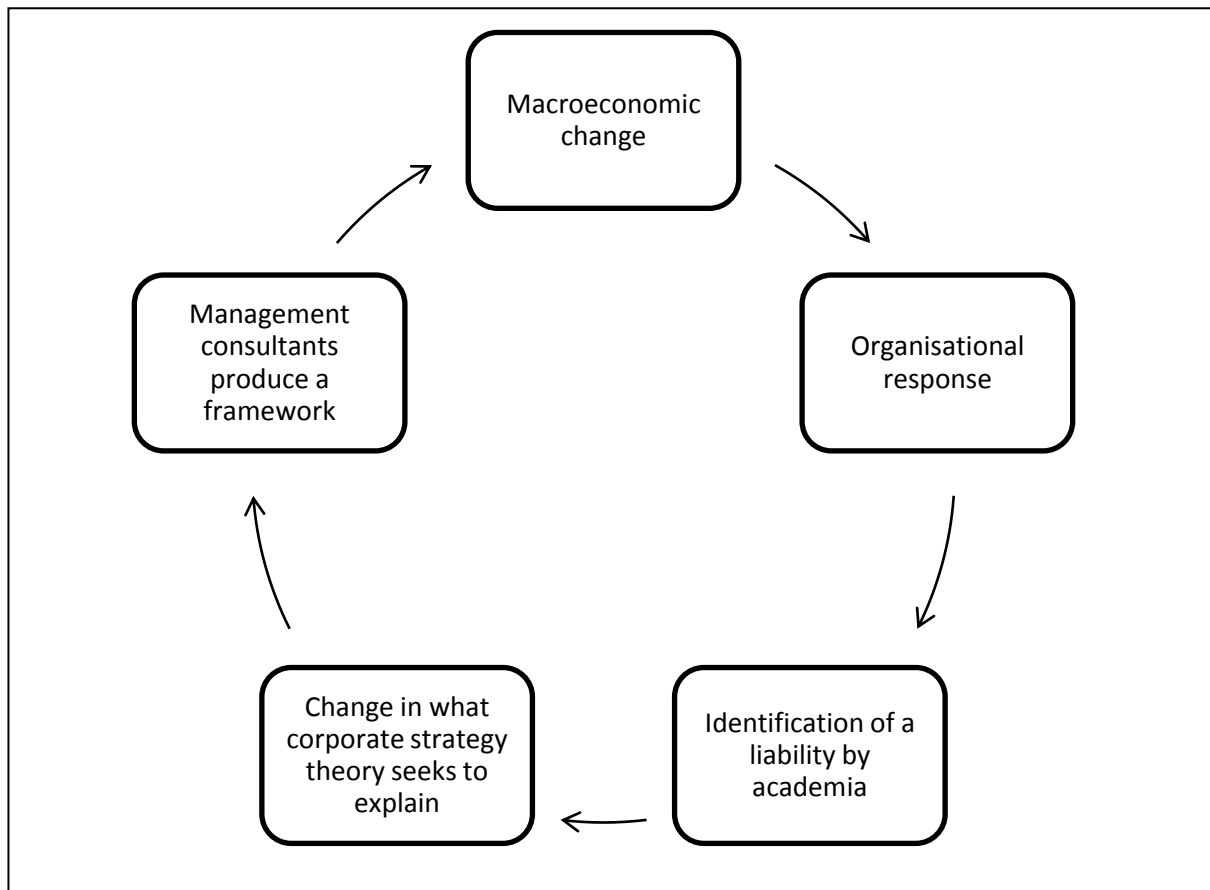 Macroeconomic
change
Organisational
response
Identification of a
liability by
academia
Change in what
corporate strategy
theory seeks to
explain
Management
consultants
produce a
framework